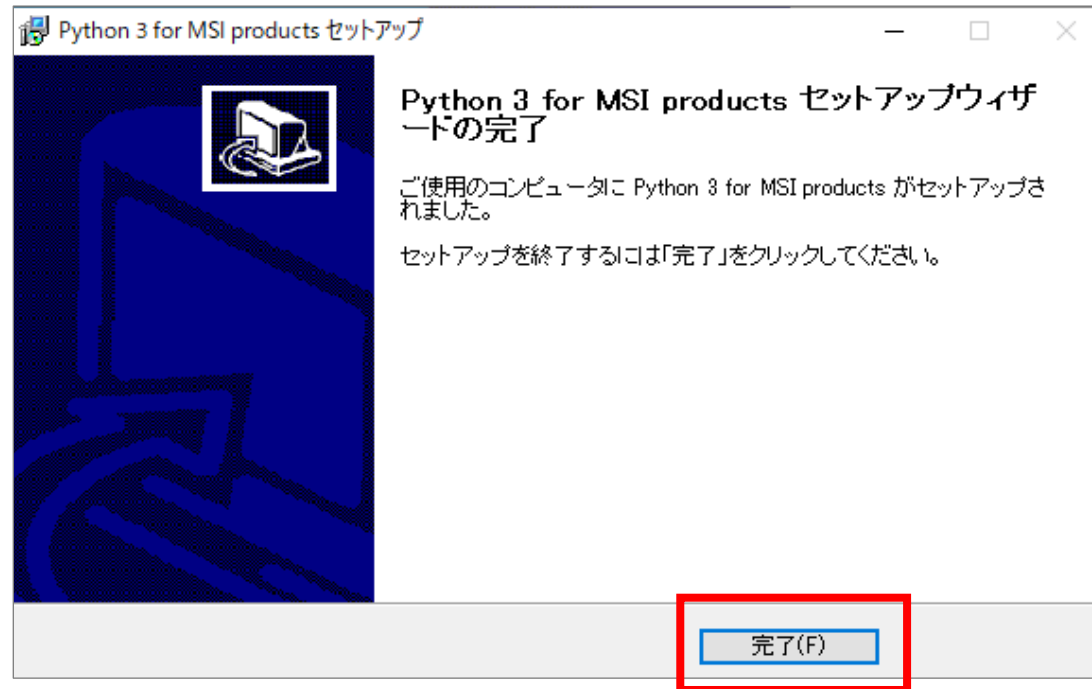 Python 3 for MSI products セットアップ
Python 3 for MSI products セットアップウィザ
ードの完了
ご使用のコンピュータに Python 3 for MSI products がセットアップさ
れました。
セットアップを終了するには「完了」をクリックしてください。
完了(F)